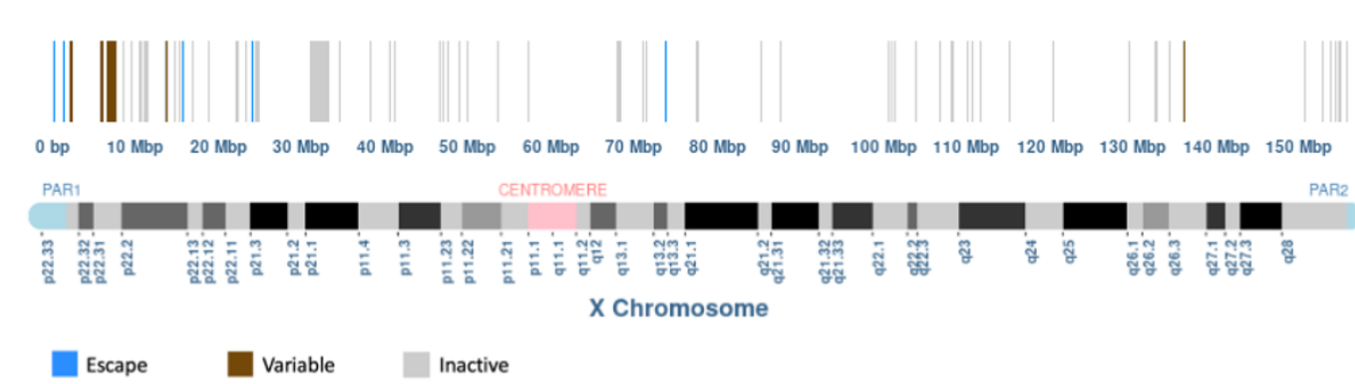 0 bp 10 Mbp 20 Mbp 30 Mbp 40 Mbp 50 Mbp 60 Mbp 70 Mbp 80 Mbp 90 Mbp 100 Mbp 110 Mbp 120 Mbp 130 Mbp 140 Mbp 150 Mbp
PAR1 CENTROMERE PAR2
p22.33 p22.32 p22.31 p22.2 p22.13 p22.12 p22.11 p21.3 p21.2 p21.1 p11.4 p11.3 p11.23 p11.22 p11.21 p11.1 q11.1 q11.2 q12 q13.1 q13.2 q13.3 q21.1 q21.2 q21.31 q21.32 q21.33 q22.1 q22.2 q22.3 q23 q24 q25 q26.1 q26.2 q26.3 q27.1 q27.2 q27.3 q28
X Chromosome
Escape Variable Inactive